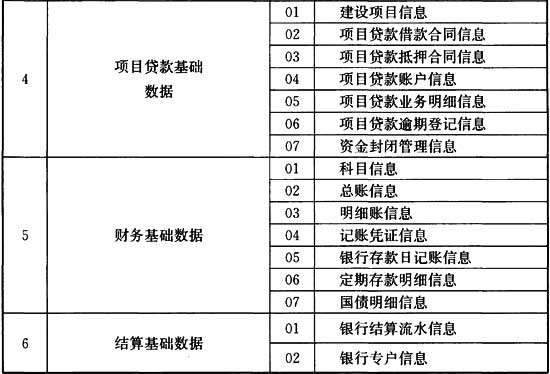 4
项目贷款基础
数据
01 建设项目信息
02 项目贷款借款合同信息
03 项目贷款抵押合同信息
04 项目贷款账户信息
05 项目贷款业务明细信息
06 项目贷款逾期登记信息
07 资金封闭管理信息
5
财务基础数据
01 科目信息
02 总账信息
03 明细账信息
04 记账凭证信息
05 银行存款日记账信息
06 定期存款明细信息
07 国债明细信息
6
结算基础数据
01 银行结算流水信息
02 银行专户信息